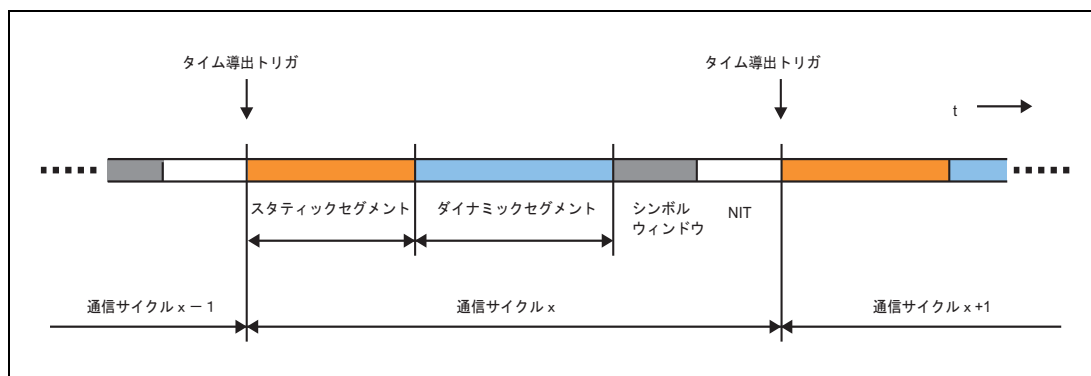 タイム導出トリガ
タイム導出トリガ
t
スタティックセグメント
ダイナミックセグメント
シンボル
ウィンドウ
NIT
通信サイクル x － 1
通信サイクル x
通信サイクル x +1